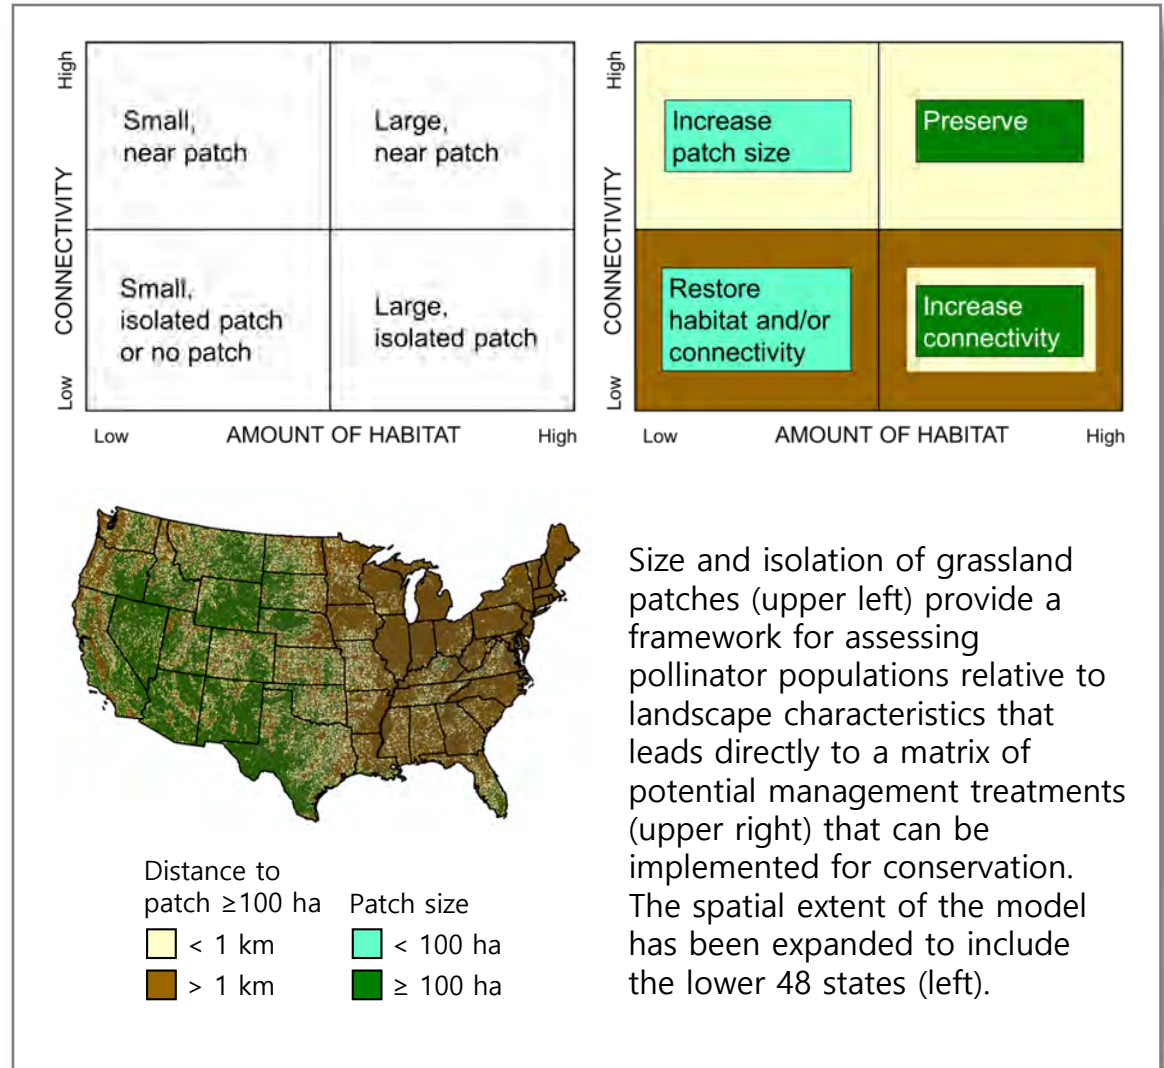 High
CONNECTIVITY
Low
Small,
near patch
Large,
near patch
Small,
isolated patch
or no patch
Large,
isolated patch
Low
AMOUNT OF HABITAT
High
High
CONNECTIVITY
Low
Increase
patch size
Preserve
Restore
habitat and/or
connectivity
Increase
connectivity
Low
AMOUNT OF HABITAT
High
Distance to
patch ≥100 ha
< 1 km
> 1 km
Patch size
< 100 ha
≥ 100 ha
Size and isolation of grassland
patches (upper left) provide a
framework for assessing
pollinator populations relative to
landscape characteristics that
leads directly to a matrix of
potential management treatments
(upper right) that can be
implemented for conservation.
The spatial extent of the model
has been expanded to include
the lower 48 states (left).